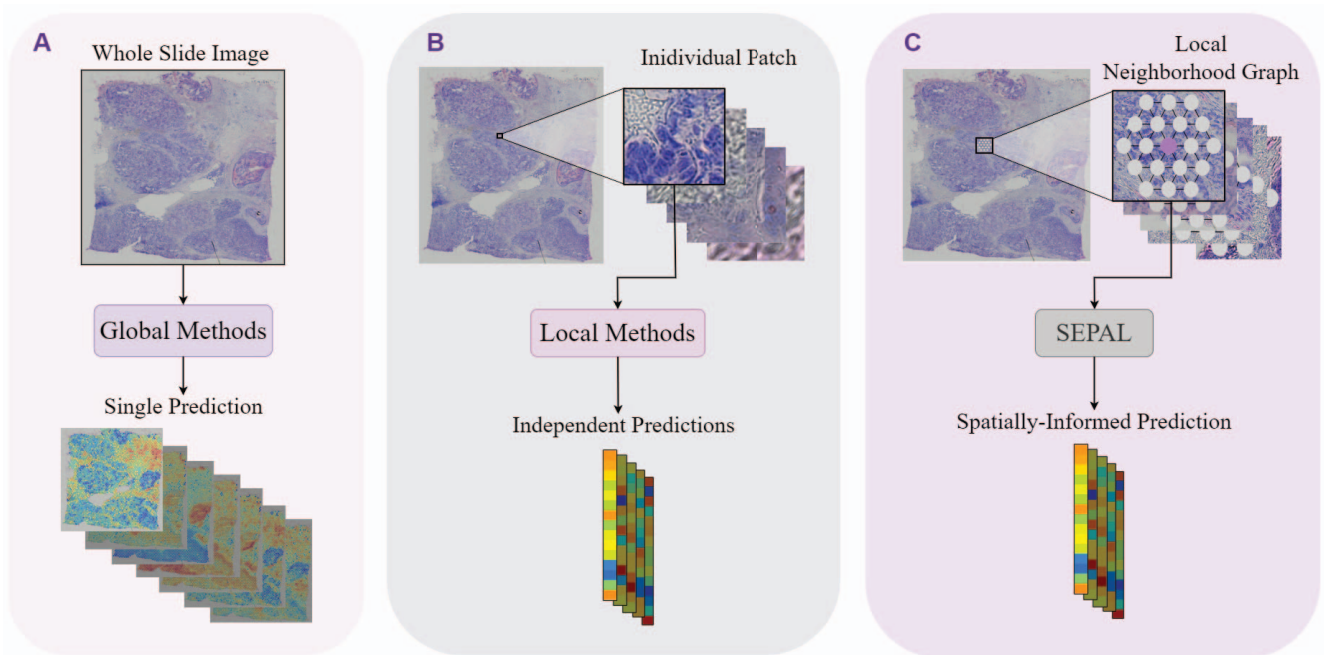 A
Whole Slide Image
Global Methods
Single Prediction
B
Inidividual Patch
Local Methods
Independent Predictions
C
Local
Neighborhood Graph
SEPAL
Spatially-Informed Prediction